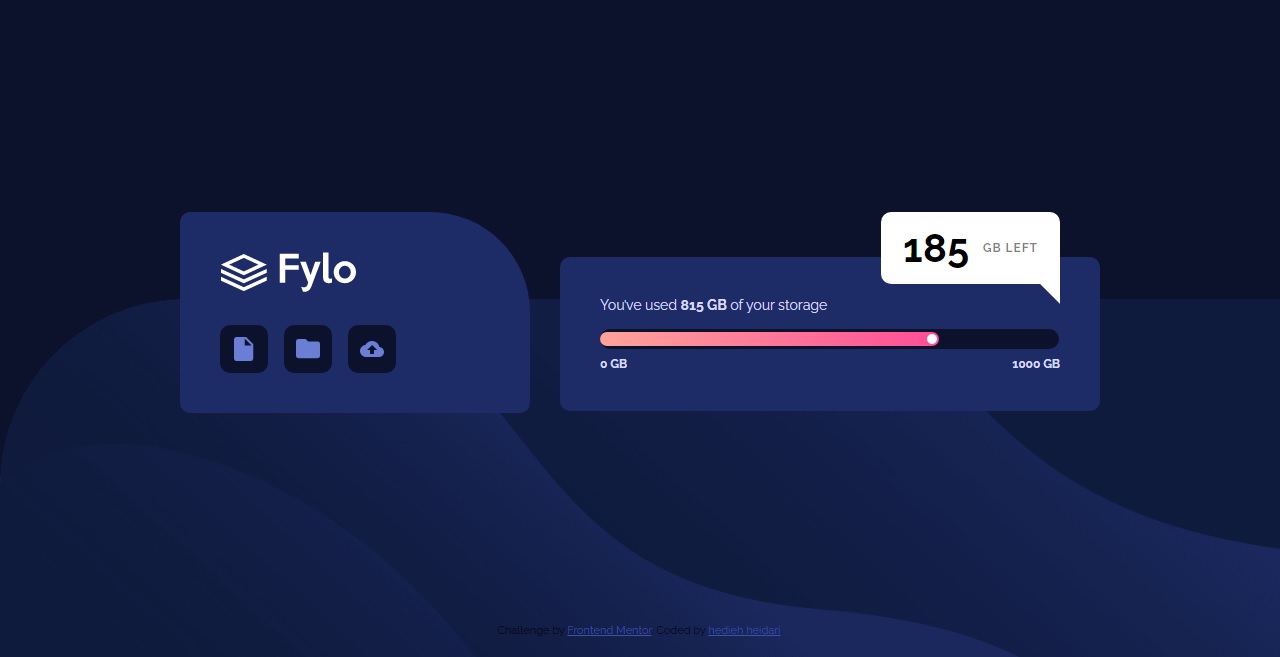 Fylo
185 GB LEFT
You've used 815 GB of your storage
0 GB 1000 GB
Challenge by Frontend Mentor. Coded by hedieh heidari.